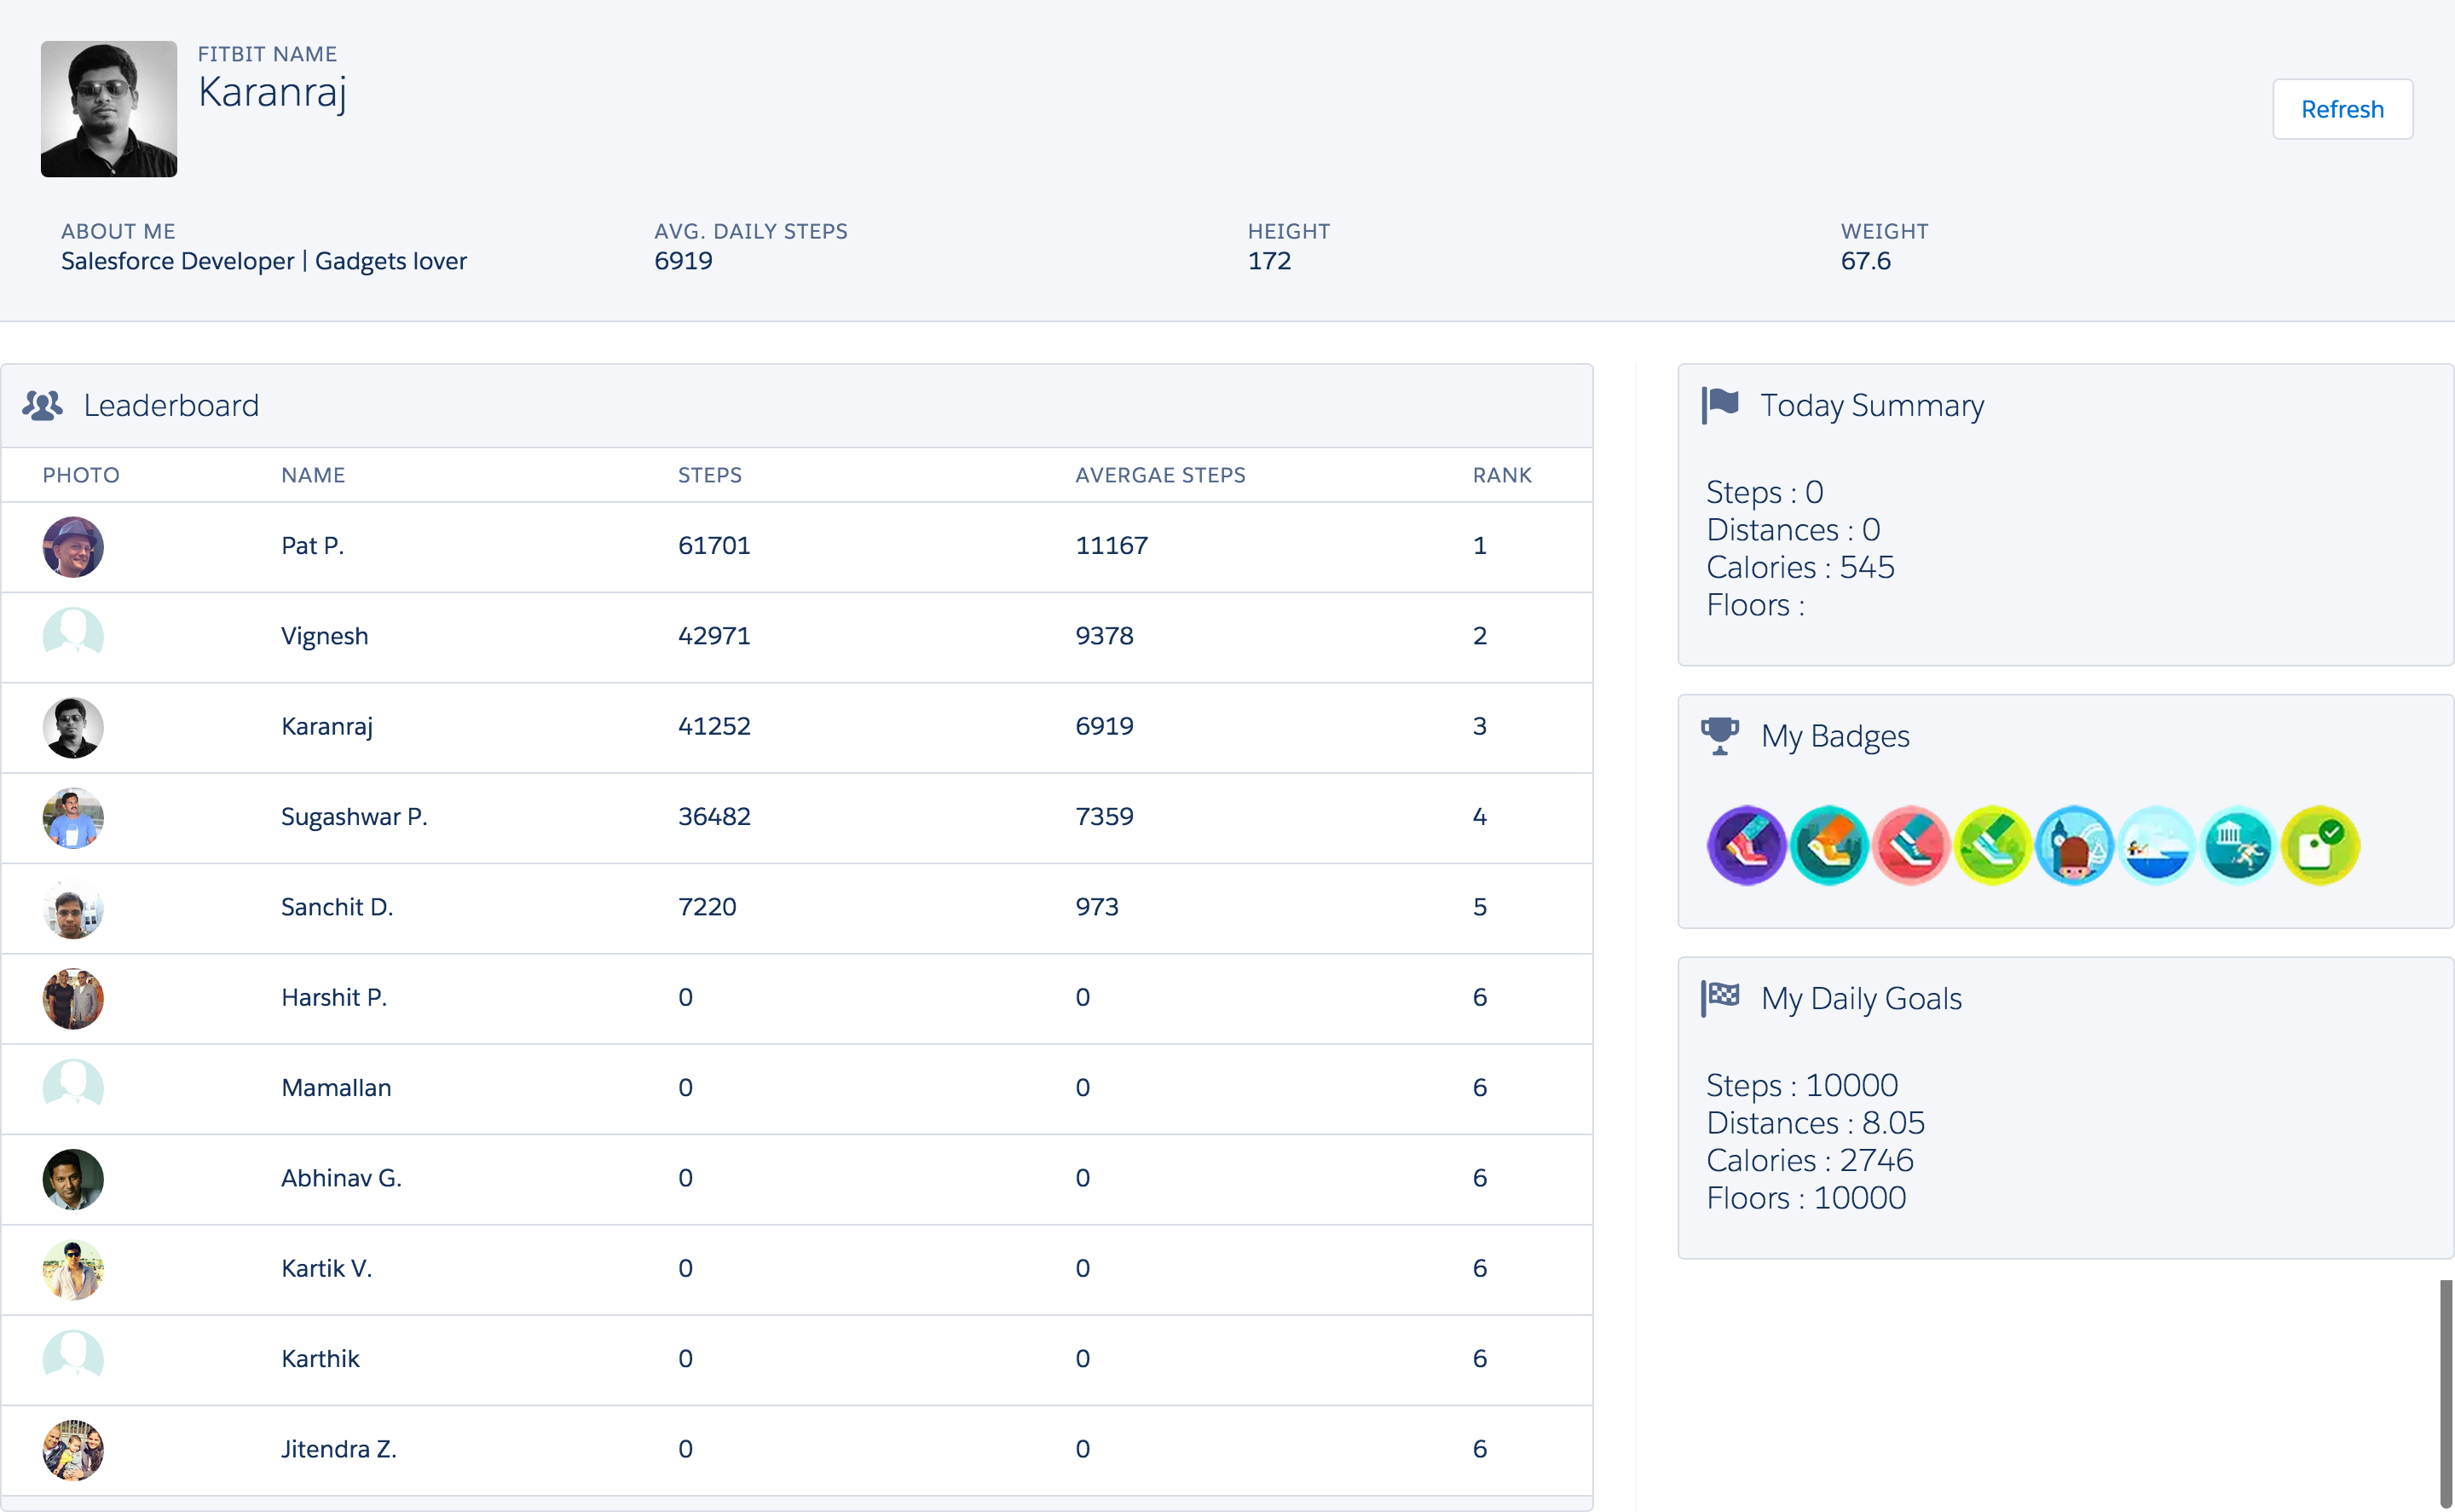 FITBIT NAME
Karanraj
Refresh
ABOUT ME
Salesforce Developer | Gadgets lover
AVG. DAILY STEPS
6919
HEIGHT
172
WEIGHT
67.6
Leaderboard
PHOTO NAME STEPS AVERGAE STEPS RANK
Pat P. 61701 11167 1
Vignesh 42971 9378 2
Karanraj 41252 6919 3
Sugashwar P. 36482 7359 4
Sanchit D. 7220 973 5
Harshit P. 0 0 6
Mamallan 0 0 6
Abhinav G. 0 0 6
Kartik V. 0 0 6
Karthik 0 0 6
Jitendra Z. 0 0 6
Today Summary
Steps : 0
Distances : 0
Calories : 545
Floors :
My Badges
My Daily Goals
Steps : 10000
Distances : 8.05
Calories : 2746
Floors : 10000